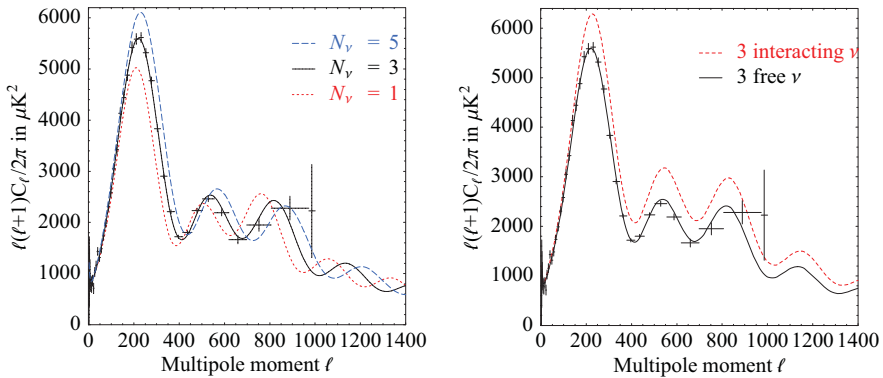 6000
5000
4000
3000
2000
1000
0
ℓ(ℓ+1)Cℓ/2π in μK²
N_ν = 5
N_ν = 3
N_ν = 1
0 200 400 600 800 1000 1200 1400
Multipole moment ℓ
6000
5000
4000
3000
2000
1000
0
ℓ(ℓ+1)Cℓ/2π in μK²
3 interacting ν
3 free ν
0 200 400 600 800 1000 1200 1400
Multipole moment ℓ